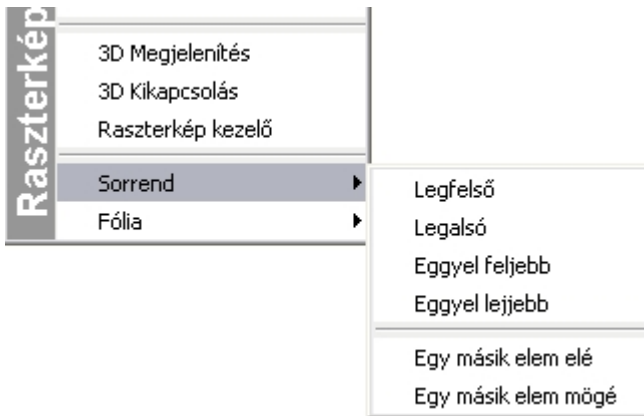 Raszterkép
3D Megjelenítés
3D Kikapcsolás
Raszterkép kezelő
Sorrend
Fólia
Legfelső
Legalsó
Eggyel feljebb
Eggyel lejjebb
Egy másik elem elé
Egy másik elem mögé